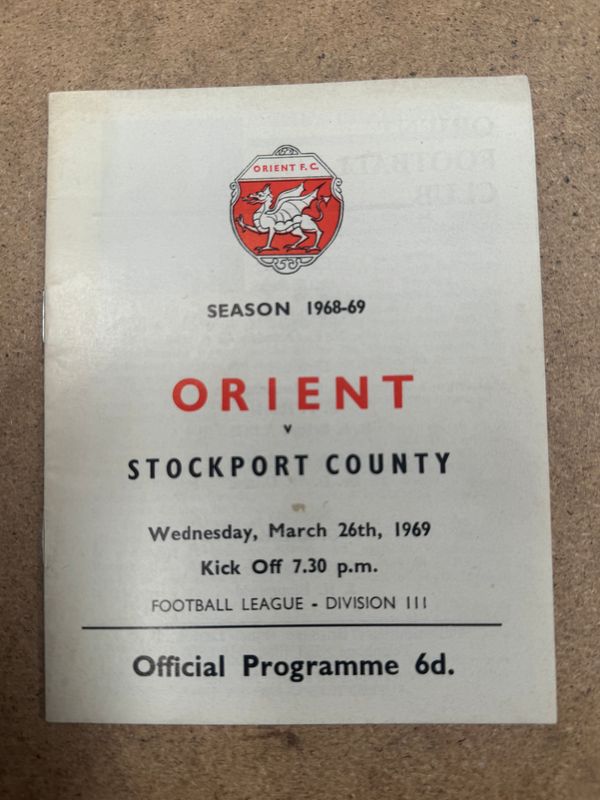 ORIENT F.C.
SEASON 1968-69
ORIENT
v
STOCKPORT COUNTY
Wednesday, March 26th, 1969
Kick Off 7.30 p.m.
FOOTBALL LEAGUE - DIVISION III
Official Programme 6d.